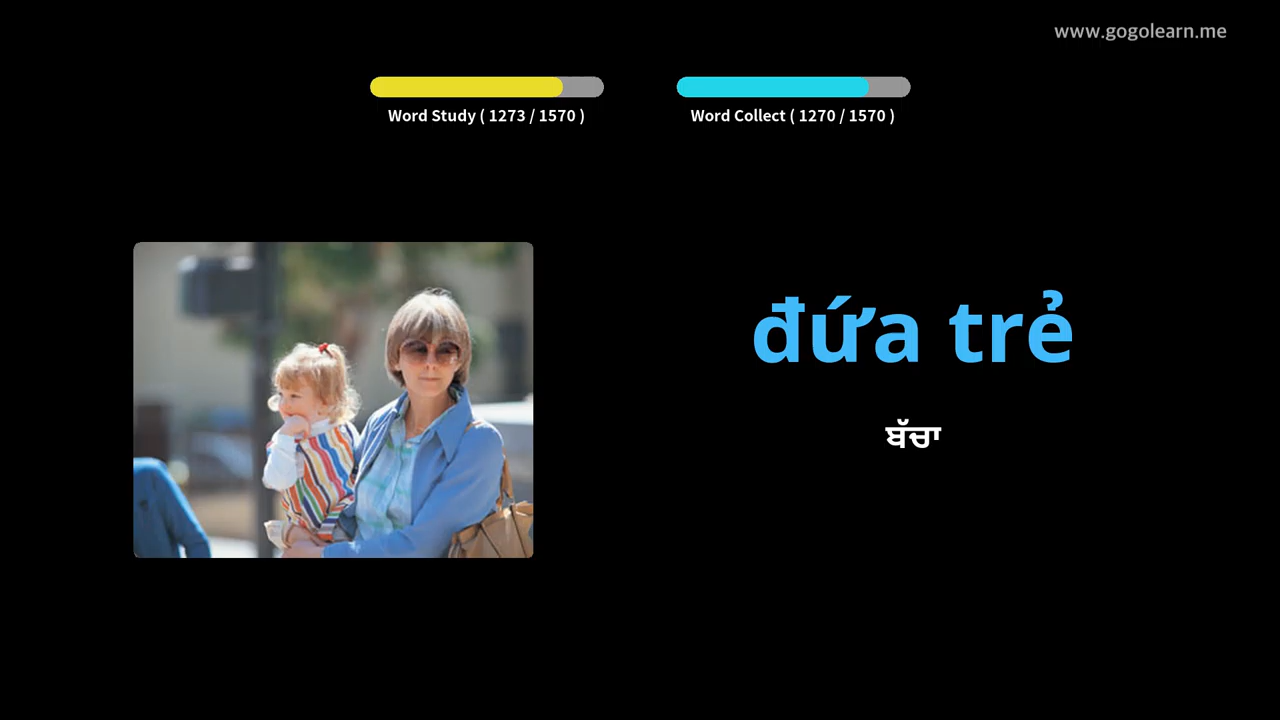 www.gogolearn.me
Word Study ( 1273 / 1570 )
Word Collect ( 1270 / 1570 )
đứa trẻ
ਬੱਚਾ